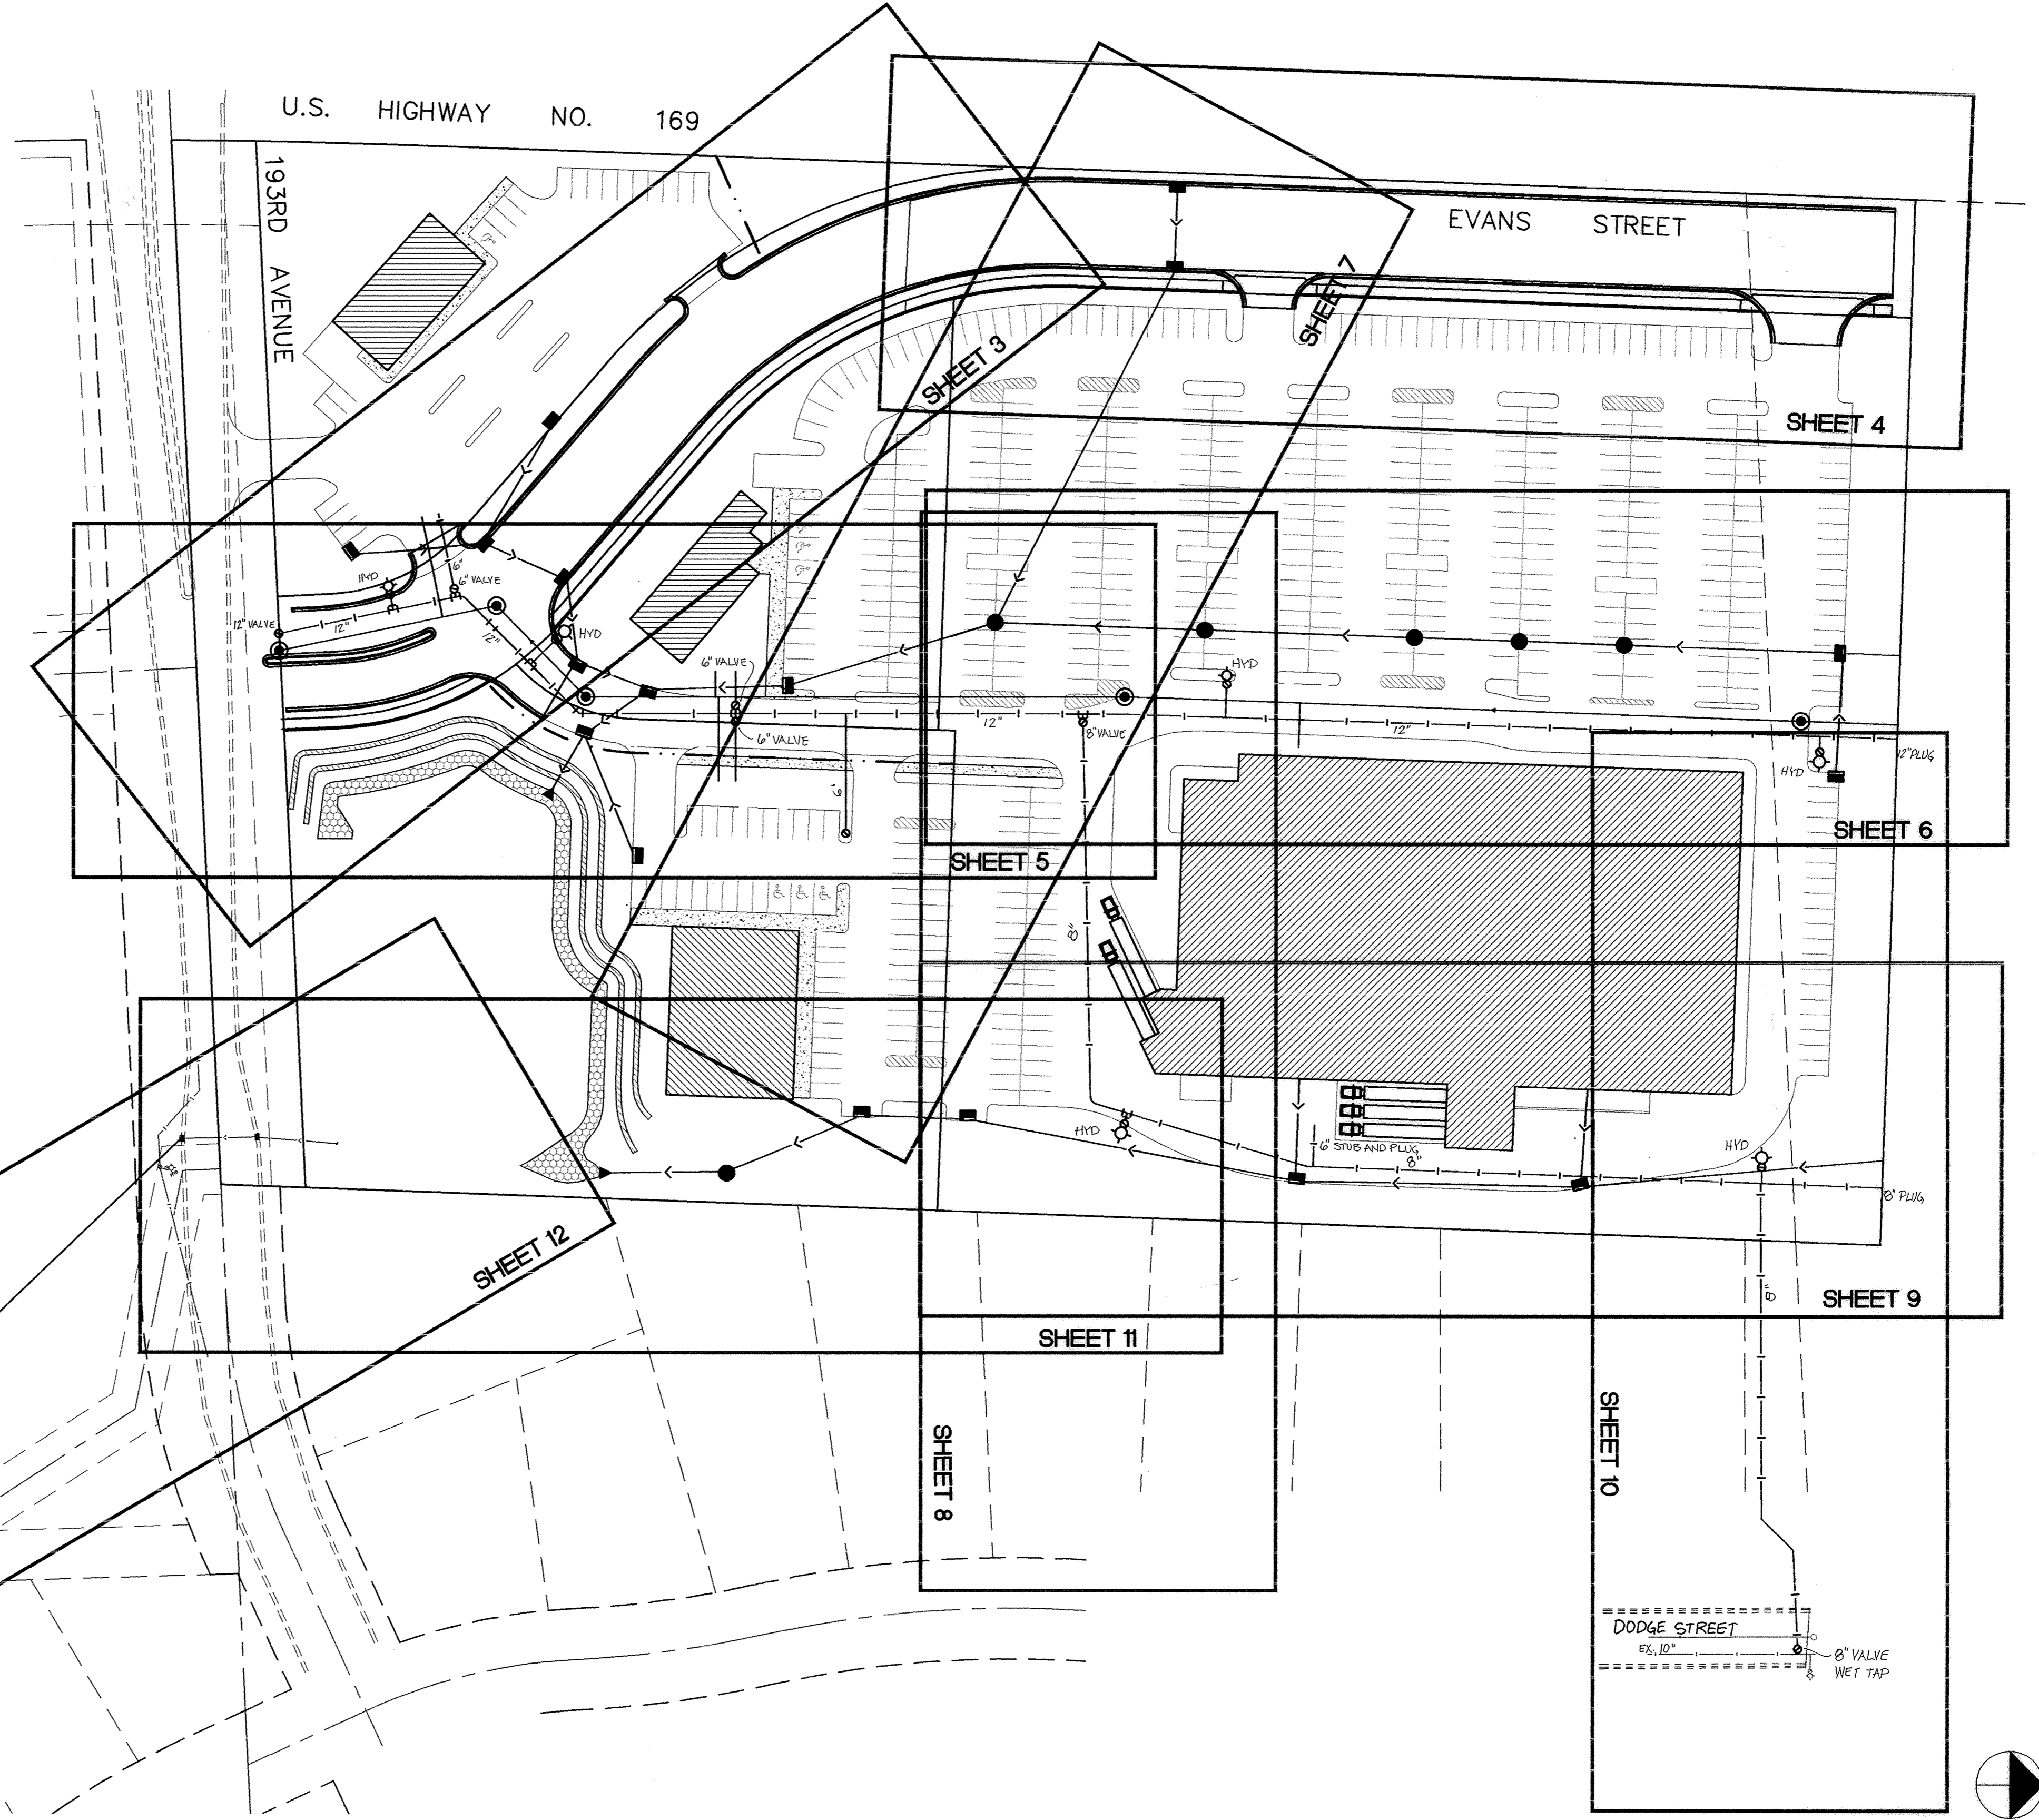 U.S. HIGHWAY NO. 169
193RD AVENUE
EVANS STREET
SHEET 7
SHEET 3
SHEET 4
HYD
6"
6" VALVE
12" VALVE
12"
12"
HYD
6" VALVE
HYD
12"
8" VALVE
12"
6" VALVE
12" PLUG
HYD
6"
SHEET 6
SHEET 5
8"
HYD
6" STUB AND PLUG
8"
HYD
8" PLUG
SHEET 12
8"
SHEET 9
SHEET 11
SHEET 8
SHEET 10
DODGE STREET
EX. 10"
8" VALVE
WET TAP